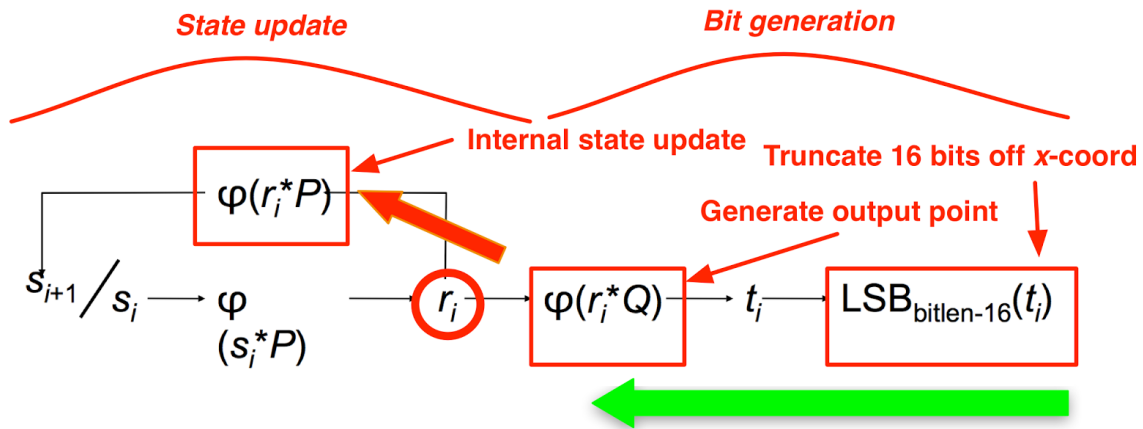 State update
Bit generation
Internal state update
Truncate 16 bits off x-coord
φ(rᵢ*P)
Generate output point
sᵢ₊₁/sᵢ
φ
(sᵢ*P)
rᵢ
φ(rᵢ*Q)
tᵢ
LSB_bitlen-16(tᵢ)